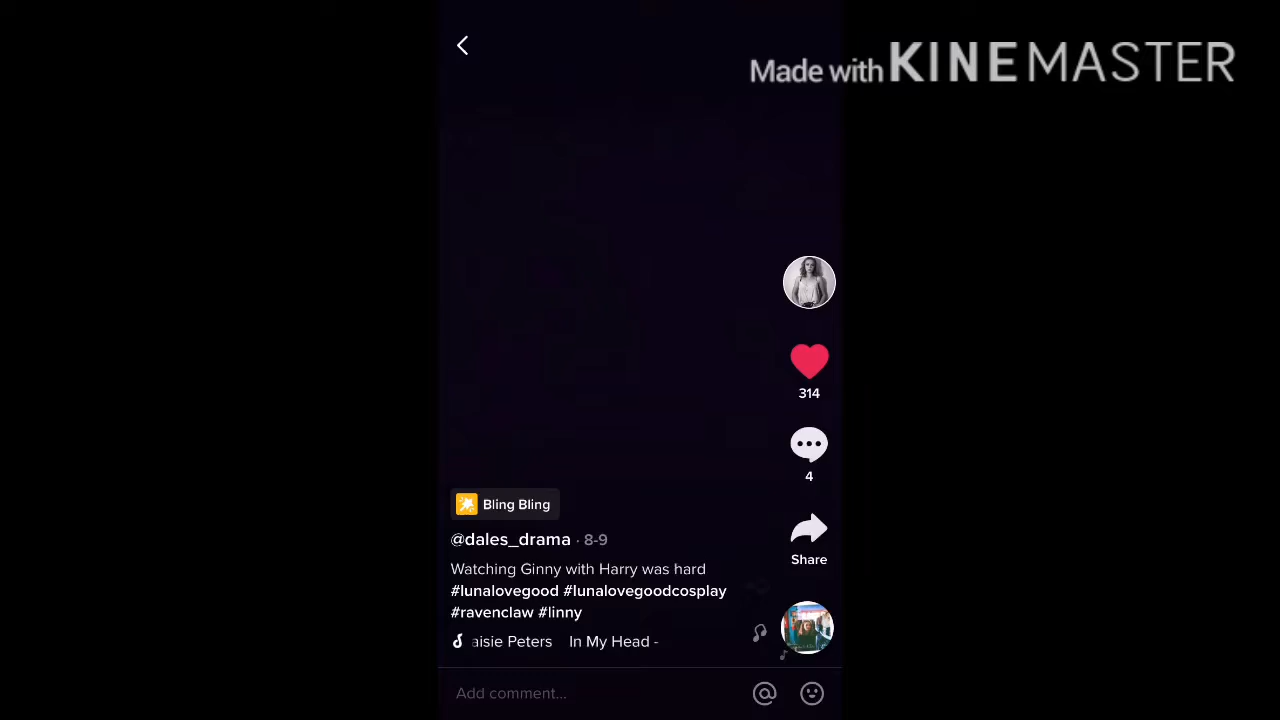 Made with KINEMASTER
314
4
Bling Bling
@dales_drama · 8-9
Watching Ginny with Harry was hard
#lunalovegood #lunalovegoodcosplay
#ravenclaw #linny
aisie Peters In My Head -
Share
Add comment...